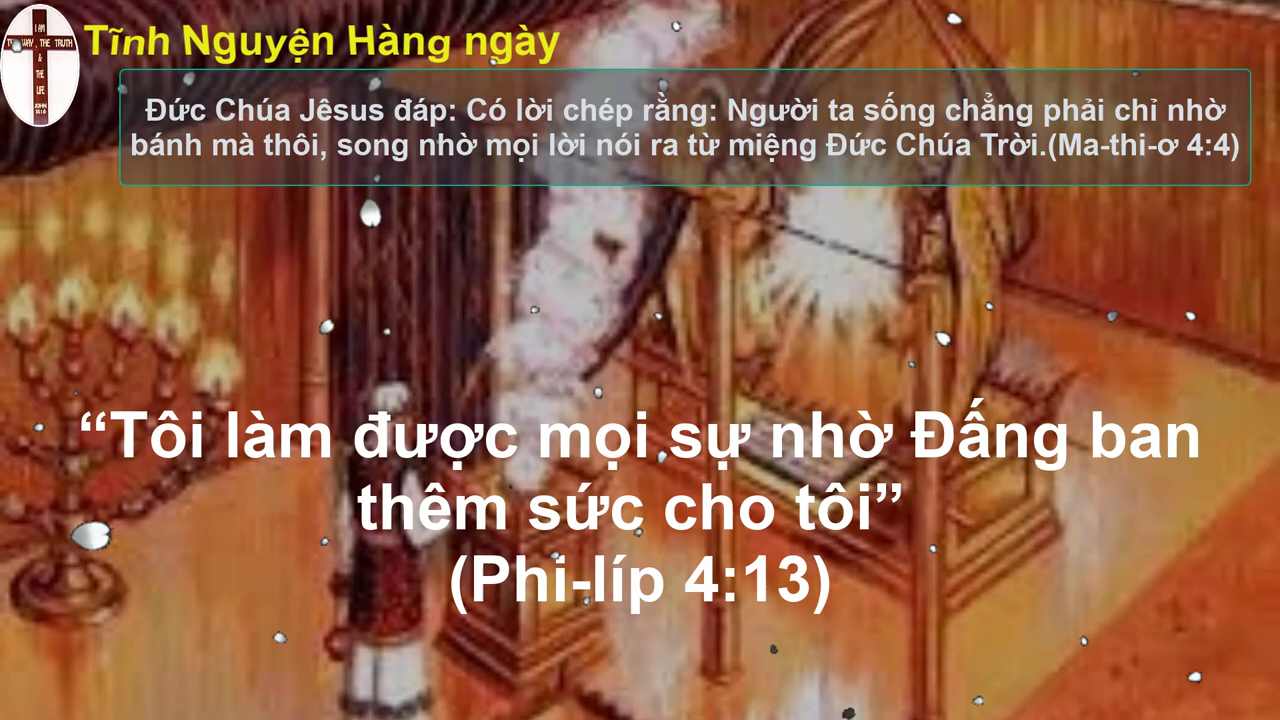 I AM
THE WAY, THE TRUTH
&
THE
LIFE
JOHN
14:16
Tĩnh Nguyện Hàng ngày
Đức Chúa Jêsus đáp: Có lời chép rằng: Người ta sống chẳng phải chỉ nhờ
bánh mà thôi, song nhờ mọi lời nói ra từ miệng Đức Chúa Trời.(Ma-thi-ơ 4:4)
“Tôi làm được mọi sự nhờ Đấng ban
thêm sức cho tôi”
(Phi-líp 4:13)